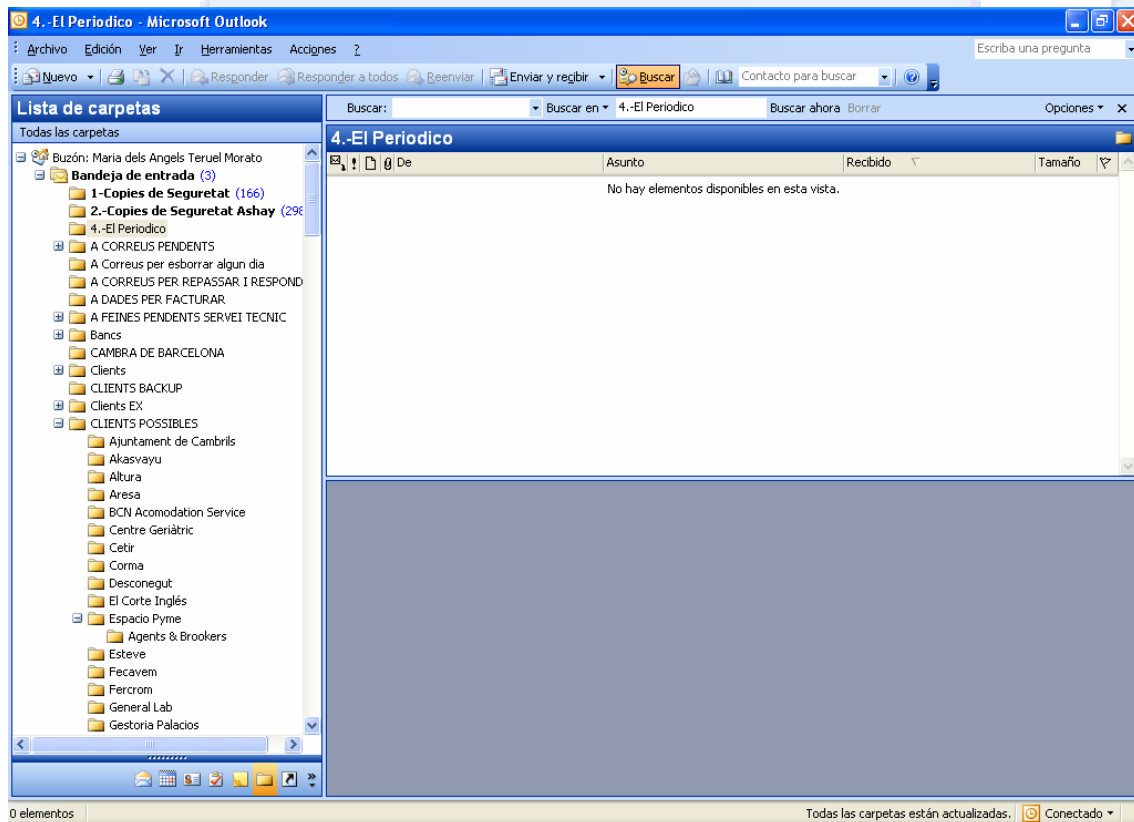 4.-El Periodico - Microsoft Outlook
Archivo Edición Ver Ir Herramientas Acciones ? Escriba una pregunta
Nuevo Responder Responder a todos Reenviar Enviar y recibir Buscar Contacto para buscar
Lista de carpetas
Todas las carpetas
Buzón: Maria dels Angels Teruel Morato
Bandeja de entrada (3)
1-Copies de Seguretat (166)
2.-Copies de Seguretat Ashay (298
4.-El Periodico
A CORREUS PENDENTS
A Correus per esborrar algun dia
A CORREUS PER REPASSAR I RESPOND
A DADES PER FACTURAR
A FEINES PENDENTS SERVEI TECNIC
Bancs
CAMBRA DE BARCELONA
Clients
CLIENTS BACKUP
Clients EX
CLIENTS POSSIBLES
Ajuntament de Cambrils
Akasvayu
Altura
Aresa
BCN Acomodation Service
Centre Geriàtric
Cetir
Corma
Desconegut
El Corte Inglés
Espacio Pyme
Agents & Brookers
Esteve
Fecavem
Fercrom
General Lab
Gestoria Palacios
Buscar: Buscar en 4.-El Periodico Buscar ahora Borrar Opciones
4.-El Periodico
De Asunto Recibido Tamaño
No hay elementos disponibles en esta vista.
0 elementos Todas las carpetas están actualizadas. Conectado